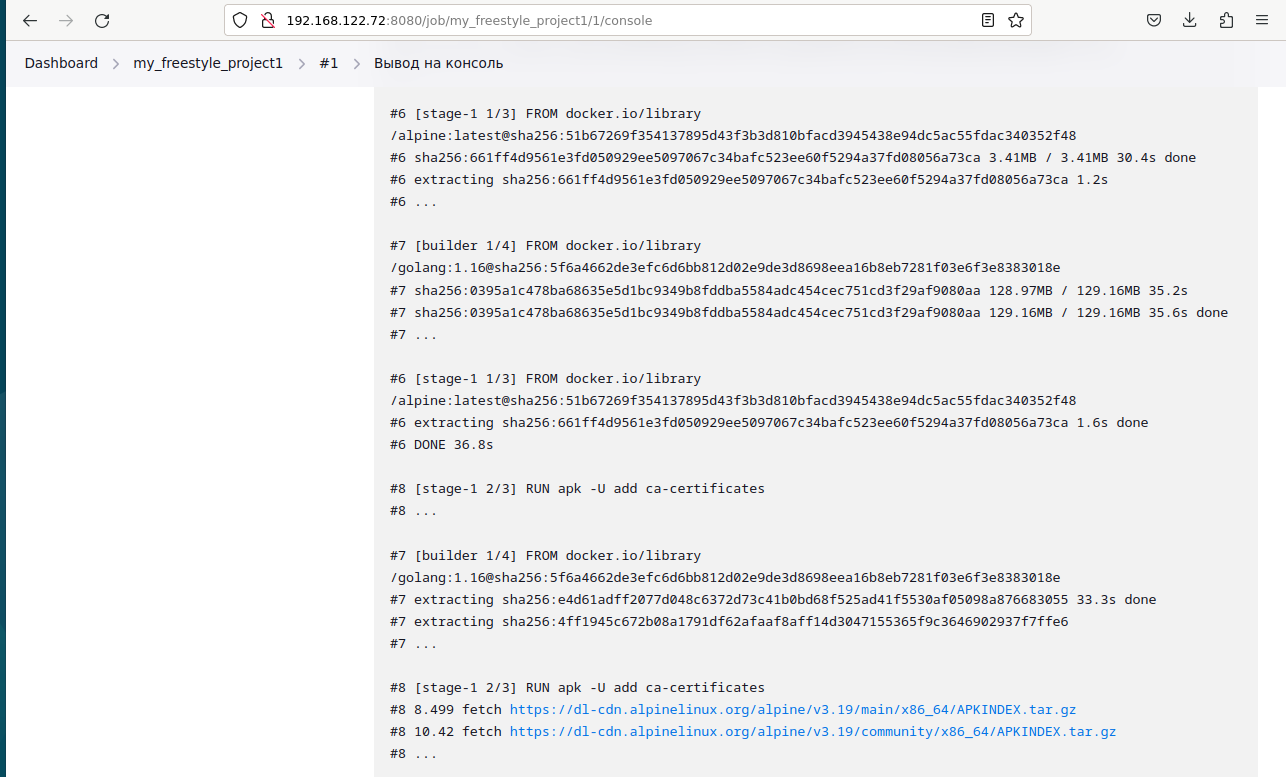 192.168.122.72:8080/job/my_freestyle_project1/1/console
Dashboard > my_freestyle_project1 > #1 > Вывод на консоль
#6 [stage-1 1/3] FROM docker.io/library
/alpine:latest@sha256:51b67269f354137895d43f3b3d810bfacd3945438e94dc5ac55fdac340352f48
#6 sha256:661ff4d9561e3fd050929ee5097067c34bafc523ee60f5294a37fd08056a73ca 3.41MB / 3.41MB 30.4s done
#6 extracting sha256:661ff4d9561e3fd050929ee5097067c34bafc523ee60f5294a37fd08056a73ca 1.2s
#6 ...
#7 [builder 1/4] FROM docker.io/library
/golang:1.16@sha256:5f6a4662de3efc6d6bb812d02e9de3d8698eea16b8eb7281f03e6f3e8383018e
#7 sha256:0395a1c478ba68635e5d1bc9349b8fddba5584adc454cec751cd3f29af9080aa 128.97MB / 129.16MB 35.2s
#7 sha256:0395a1c478ba68635e5d1bc9349b8fddba5584adc454cec751cd3f29af9080aa 129.16MB / 129.16MB 35.6s done
#7 ...
#6 [stage-1 1/3] FROM docker.io/library
/alpine:latest@sha256:51b67269f354137895d43f3b3d810bfacd3945438e94dc5ac55fdac340352f48
#6 extracting sha256:661ff4d9561e3fd050929ee5097067c34bafc523ee60f5294a37fd08056a73ca 1.6s done
#6 DONE 36.8s
#8 [stage-1 2/3] RUN apk -U add ca-certificates
#8 ...
#7 [builder 1/4] FROM docker.io/library
/golang:1.16@sha256:5f6a4662de3efc6d6bb812d02e9de3d8698eea16b8eb7281f03e6f3e8383018e
#7 extracting sha256:e4d61adff2077d048c6372d73c41b0bd68f525ad41f5530af05098a876683055 33.3s done
#7 extracting sha256:4ff1945c672b08a1791df62afaaf8aff14d3047155365f9c3646902937f7ffe6
#7 ...
#8 [stage-1 2/3] RUN apk -U add ca-certificates
#8 8.499 fetch https://dl-cdn.alpinelinux.org/alpine/v3.19/main/x86_64/APKINDEX.tar.gz
#8 10.42 fetch https://dl-cdn.alpinelinux.org/alpine/v3.19/community/x86_64/APKINDEX.tar.gz
#8 ...